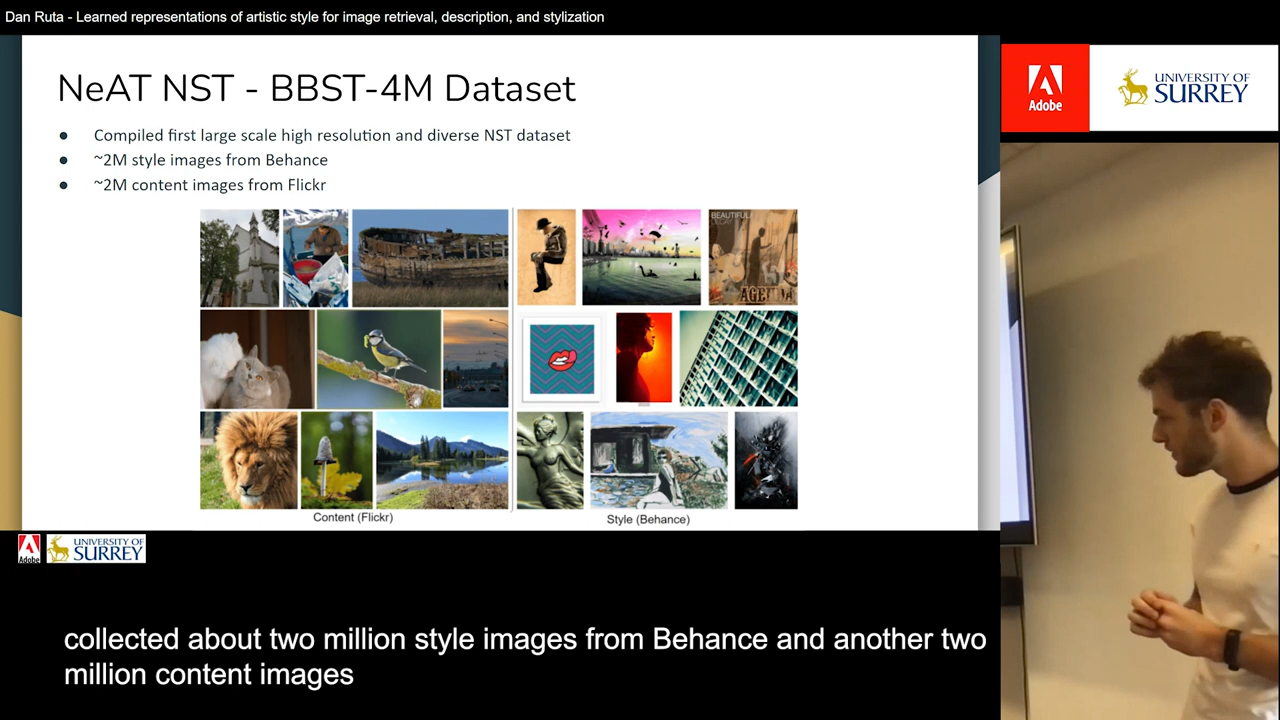 Dan Ruta - Learned representations of artistic style for image retrieval, description, and stylization
NeAT NST - BBST-4M Dataset
● Compiled first large scale high resolution and diverse NST dataset
● ~2M style images from Behance
● ~2M content images from Flickr
BEAUTIFUL/
DECAY
Content (Flickr)
Style (Behance)
Adobe
UNIVERSITY OF
SURREY
Adobe
UNIVERSITY OF
SURREY
collected about two million style images from Behance and another two
million content images